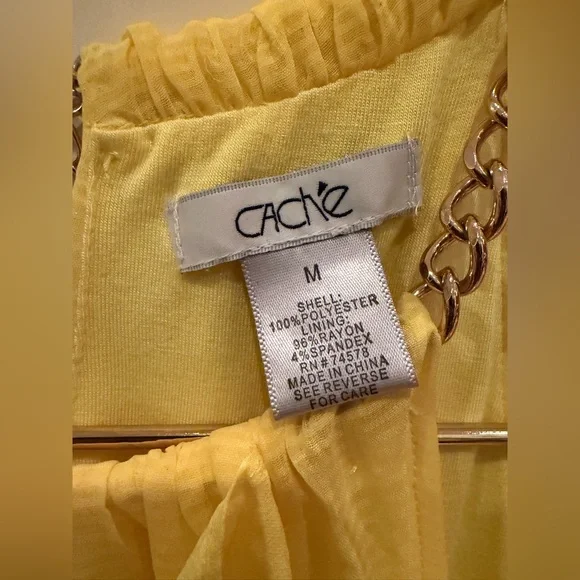 CACHÉ
M
SHELL:
100%POLYESTER
LINING:
96%RAYON
4%SPANDEX
RN#74578
MADE IN CHINA
SEE REVERSE
FOR CARE